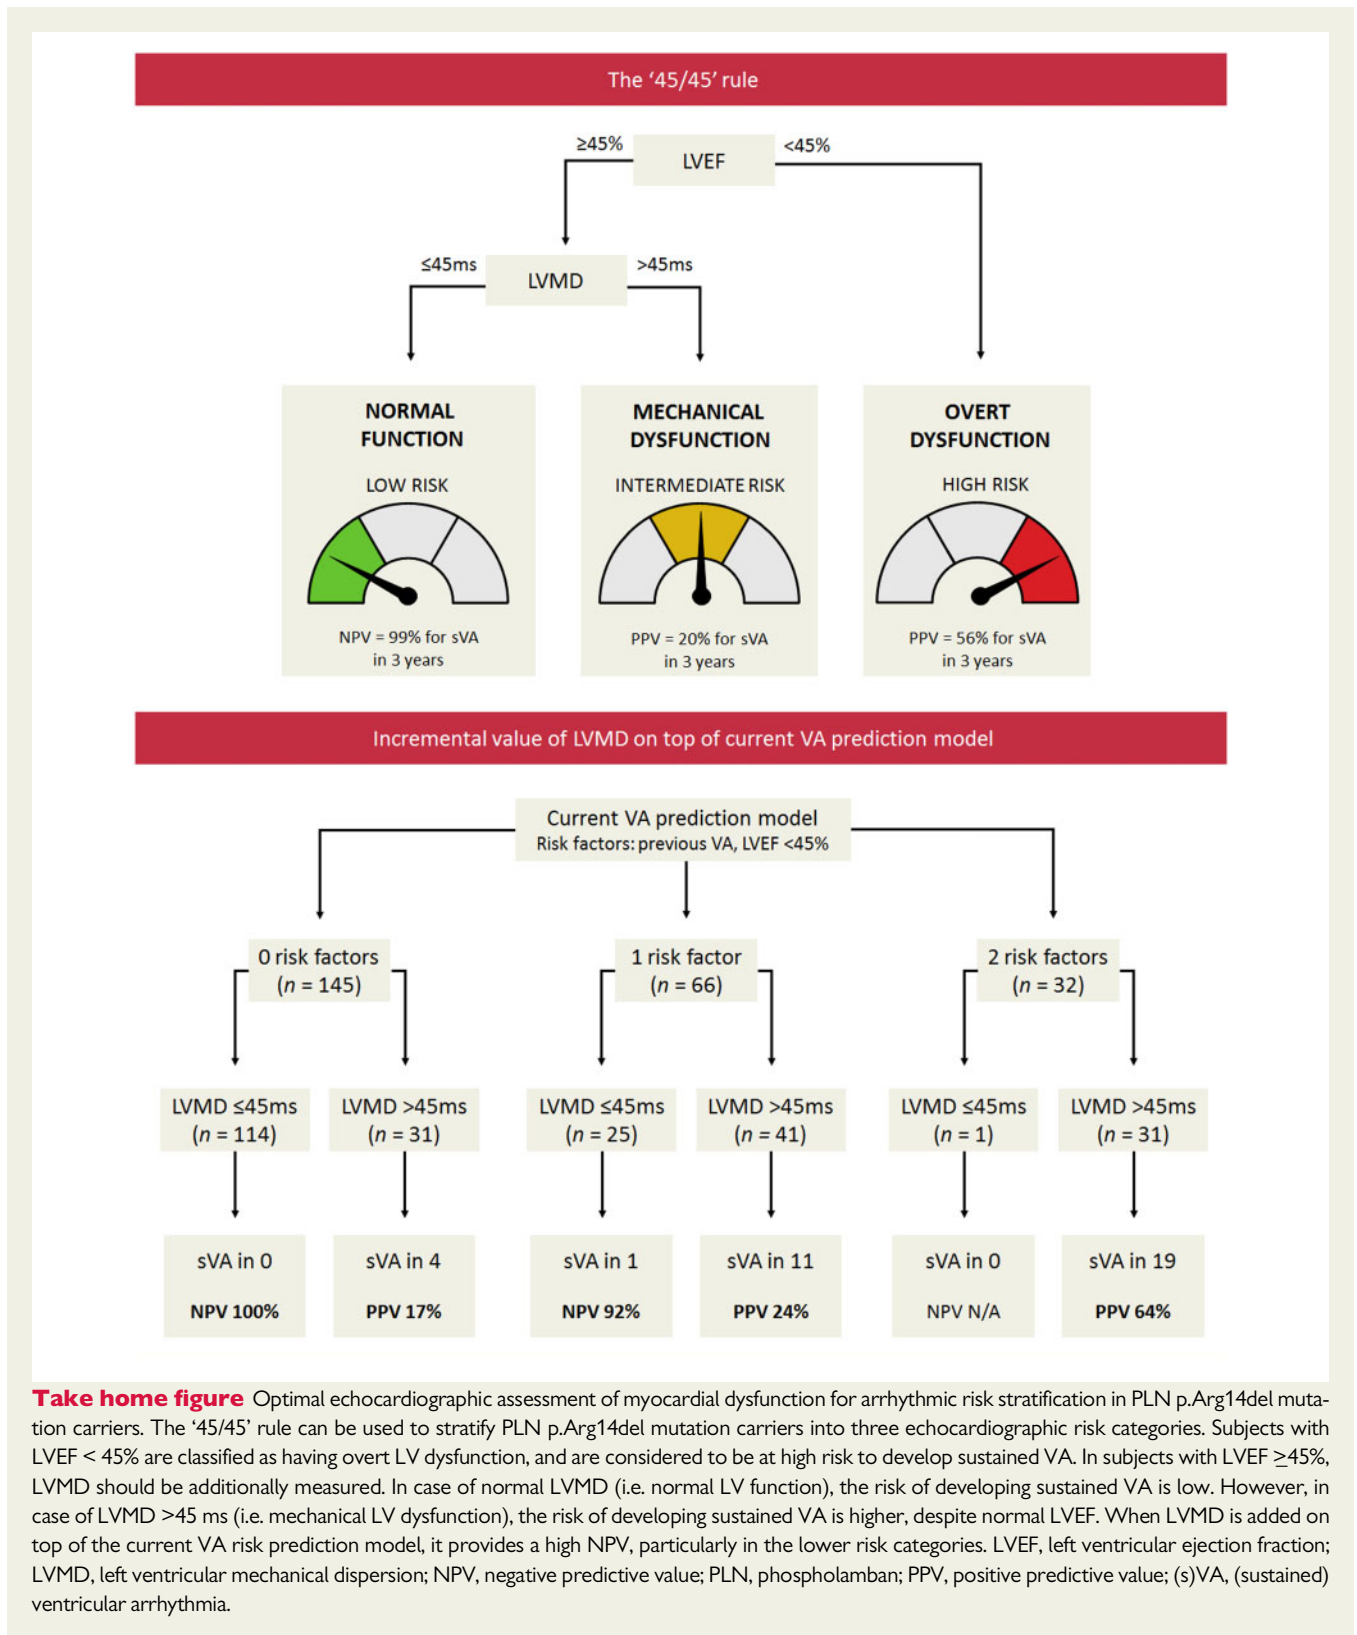 The ‘45/45’ rule
≥45%
LVEF
<45%
≤45ms
LVMD
>45ms
NORMAL
FUNCTION
LOW RISK
NPV = 99% for sVA
in 3 years
MECHANICAL
DYSFUNCTION
INTERMEDIATE RISK
PPV = 20% for sVA
in 3 years
OVERT
DYSFUNCTION
HIGH RISK
PPV = 56% for sVA
in 3 years
Incremental value of LVMD on top of current VA prediction model
Current VA prediction model
Risk factors: previous VA, LVEF <45%
0 risk factors
(n = 145)
1 risk factor
(n = 66)
2 risk factors
(n = 32)
LVMD ≤45ms
(n = 114)
LVMD >45ms
(n = 31)
LVMD ≤45ms
(n = 25)
LVMD >45ms
(n = 41)
LVMD ≤45ms
(n = 1)
LVMD >45ms
(n = 31)
sVA in 0
NPV 100%
sVA in 4
PPV 17%
sVA in 1
NPV 92%
sVA in 11
PPV 24%
sVA in 0
NPV N/A
sVA in 19
PPV 64%
Take home figure Optimal echocardiographic assessment of myocardial dysfunction for arrhythmic risk stratification in PLN p.Arg14del muta-
tion carriers. The ‘45/45’ rule can be used to stratify PLN p.Arg14del mutation carriers into three echocardiographic risk categories. Subjects with
LVEF < 45% are classified as having overt LV dysfunction, and are considered to be at high risk to develop sustained VA. In subjects with LVEF ≥45%,
LVMD should be additionally measured. In case of normal LVMD (i.e. normal LV function), the risk of developing sustained VA is low. However, in
case of LVMD >45 ms (i.e. mechanical LV dysfunction), the risk of developing sustained VA is higher, despite normal LVEF. When LVMD is added on
top of the current VA risk prediction model, it provides a high NPV, particularly in the lower risk categories. LVEF, left ventricular ejection fraction;
LVMD, left ventricular mechanical dispersion; NPV, negative predictive value; PLN, phospholamban; PPV, positive predictive value; (s)VA, (sustained)
ventricular arrhythmia.